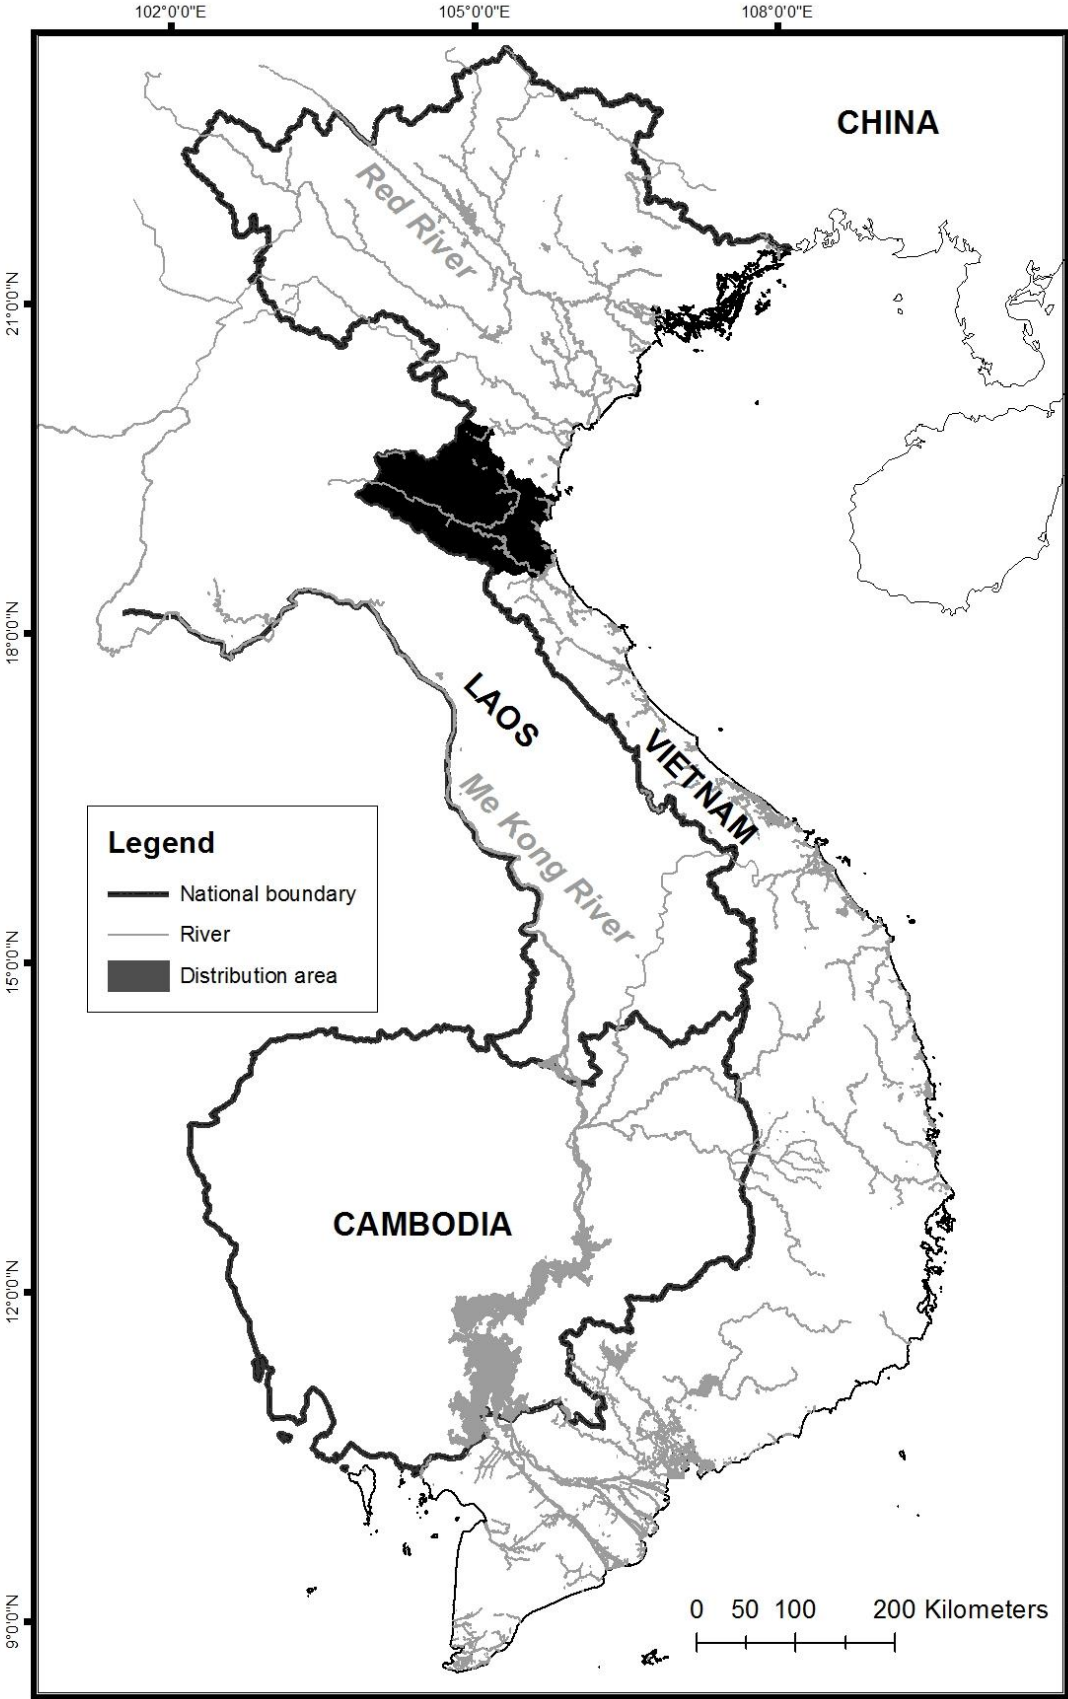 102°0'0"E 105°0'0"E 108°0'0"E
CHINA
Red River
21°0'0"N
18°0'0"N
LAOS
VIETNAM
Me Kong River
Legend
National boundary
River
Distribution area
15°0'0"N
CAMBODIA
12°0'0"N
9°0'0"N
0 50 100 200 Kilometers